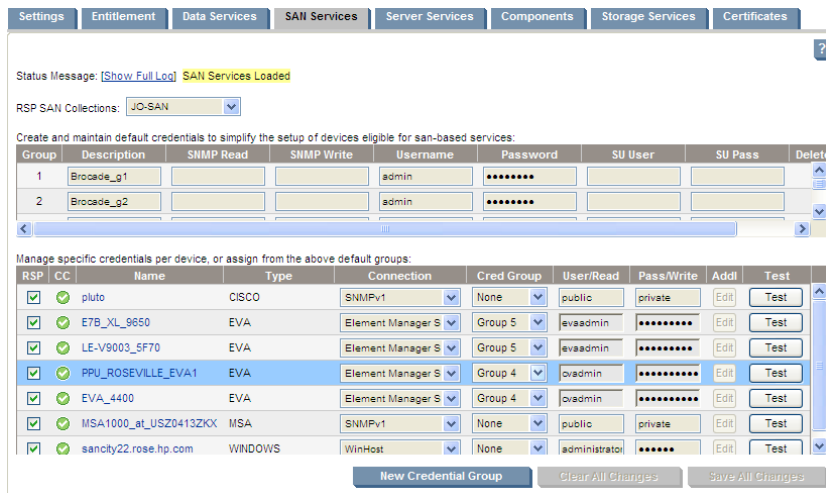 Settings Entitlement Data Services SAN Services Server Services Components Storage Services Certificates
?
Status Message: [Show Full Log] SAN Services Loaded
RSP SAN Collections: JO-SAN
Create and maintain default credentials to simplify the setup of devices eligible for san-based services:
Group Description SNMP Read SNMP Write Username Password SU User SU Pass Delete
1 Brocade_g1 admin ••••••••
2 Brocade_g2 admin ••••••••
Manage specific credentials per device, or assign from the above default groups:
RSP CC Name Type Connection Cred Group User/Read Pass/Write Addl Test
pluto CISCO SNMPv1 None public private Edit Test
E7B_XL_9650 EVA Element Manager S Group 5 evaadmin ••••••••• Edit Test
LE-V9003_5F70 EVA Element Manager S Group 5 evaadmin ••••••••• Edit Test
PPU_ROSEVILLE_EVA1 EVA Element Manager S Group 4 cvadmin •••••••••• Edit Test
EVA_4400 EVA Element Manager S Group 4 cvadmin •••••••••• Edit Test
MSA1000_at_USZ0413ZKX MSA SNMPv1 None public private Edit Test
sancity22.rose.hp.com WINDOWS WinHost None administrator •••••• Edit Test
New Credential Group Clear All Changes Save All Changes